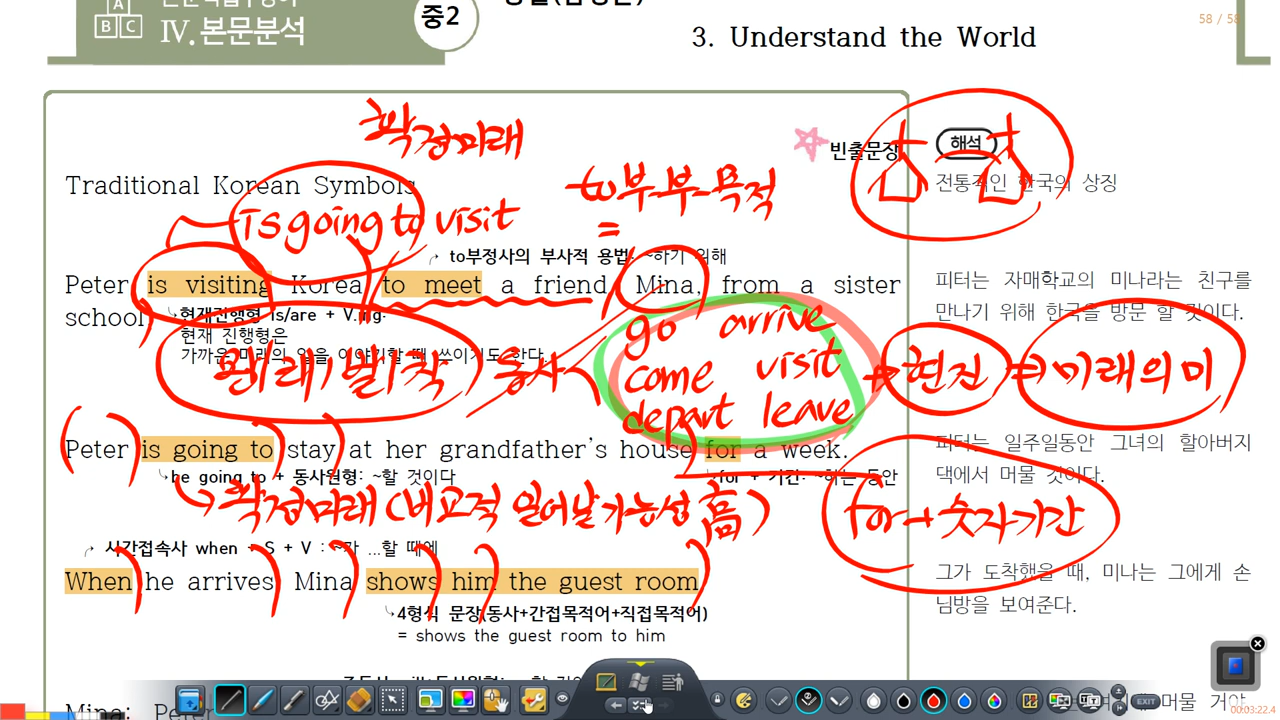 A
B C
Ⅳ. 본문분석
중2
3. Understand the World
58 / 58
확정미래
빈출문장
해석
Traditional Korean Symbols
전통적인 한국의 상징
is going to visit
to부 부-목적
=
to부정사의 부사적 용법: ~하기 위해
Peter is visiting Korea to meet a friend, Mina, from a sister
school.
피터는 자매학교의 미나라는 친구를
만나기 위해 한국을 방문 할 것이다.
현재진행형 is/are + V.ing.
현재 진행형은
가까운 미래의 일을 이야기할 때 쓰이기도 한다.
왕/래/발/착 동사
go arrive
come visit
depart leave
현진
미래의미
Peter is going to stay at her grandfather's house for a week.
피터는 일주일동안 그녀의 할아버지
댁에서 머물 것이다.
be going to + 동사원형: ~할 것이다
for + 기간: ~하는 동안
확정미래 (비교적 일어날 가능성 高)
for + 숫자기간
시간접속사 when + S + V : ~가 …할 때에
When he arrives, Mina shows him the guest room.
그가 도착했을 때, 미나는 그에게 손
님방을 보여준다.
4형식 문장(동사+간접목적어+직접목적어)
= shows the guest room to him
EXIT
00:03:22.4